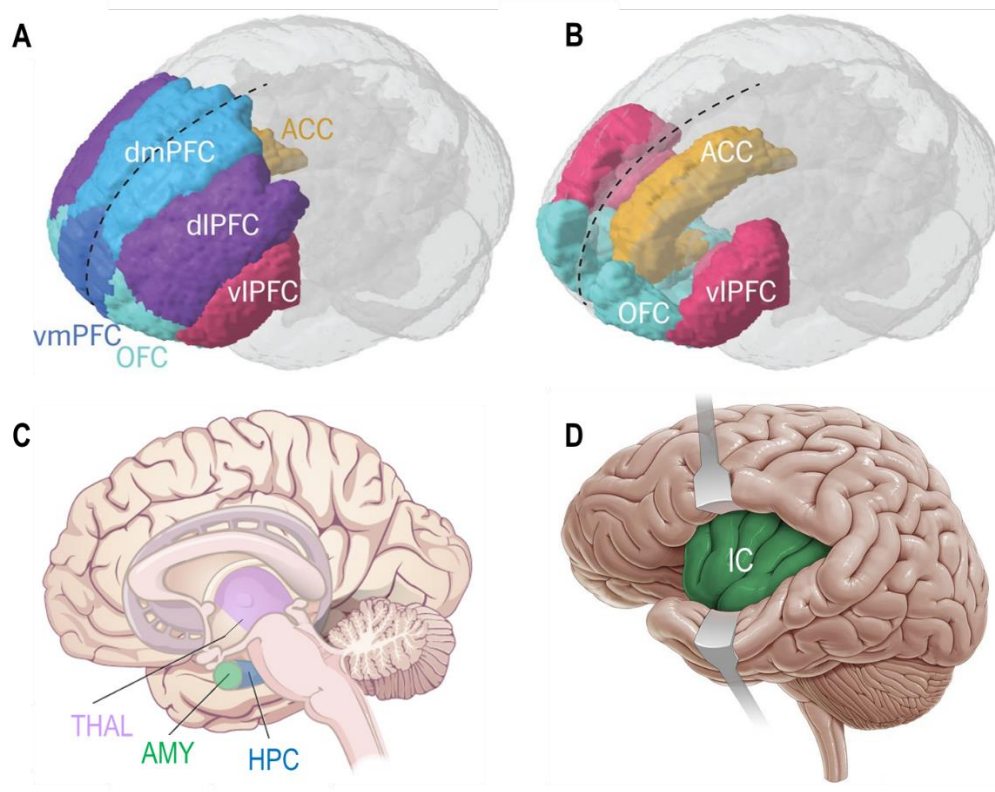 A
dmPFC
ACC
dlPFC
vlPFC
vmPFC
OFC
B
ACC
OFC
vlPFC
C
THAL
AMY
HPC
D
IC